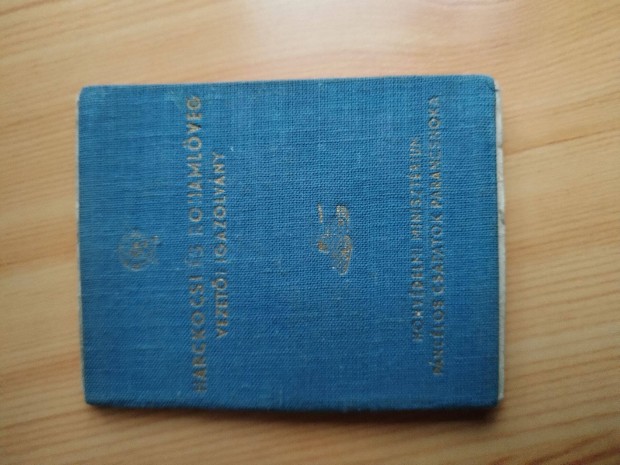 HARCKOCSI ÉS ROHAMLÖVEG
VEZETŐI IGAZOLVÁNY
HONVÉDELMI MINISZTÉRIUM
PÁNCÉLOS CSAPATOK PARANCSNOKA